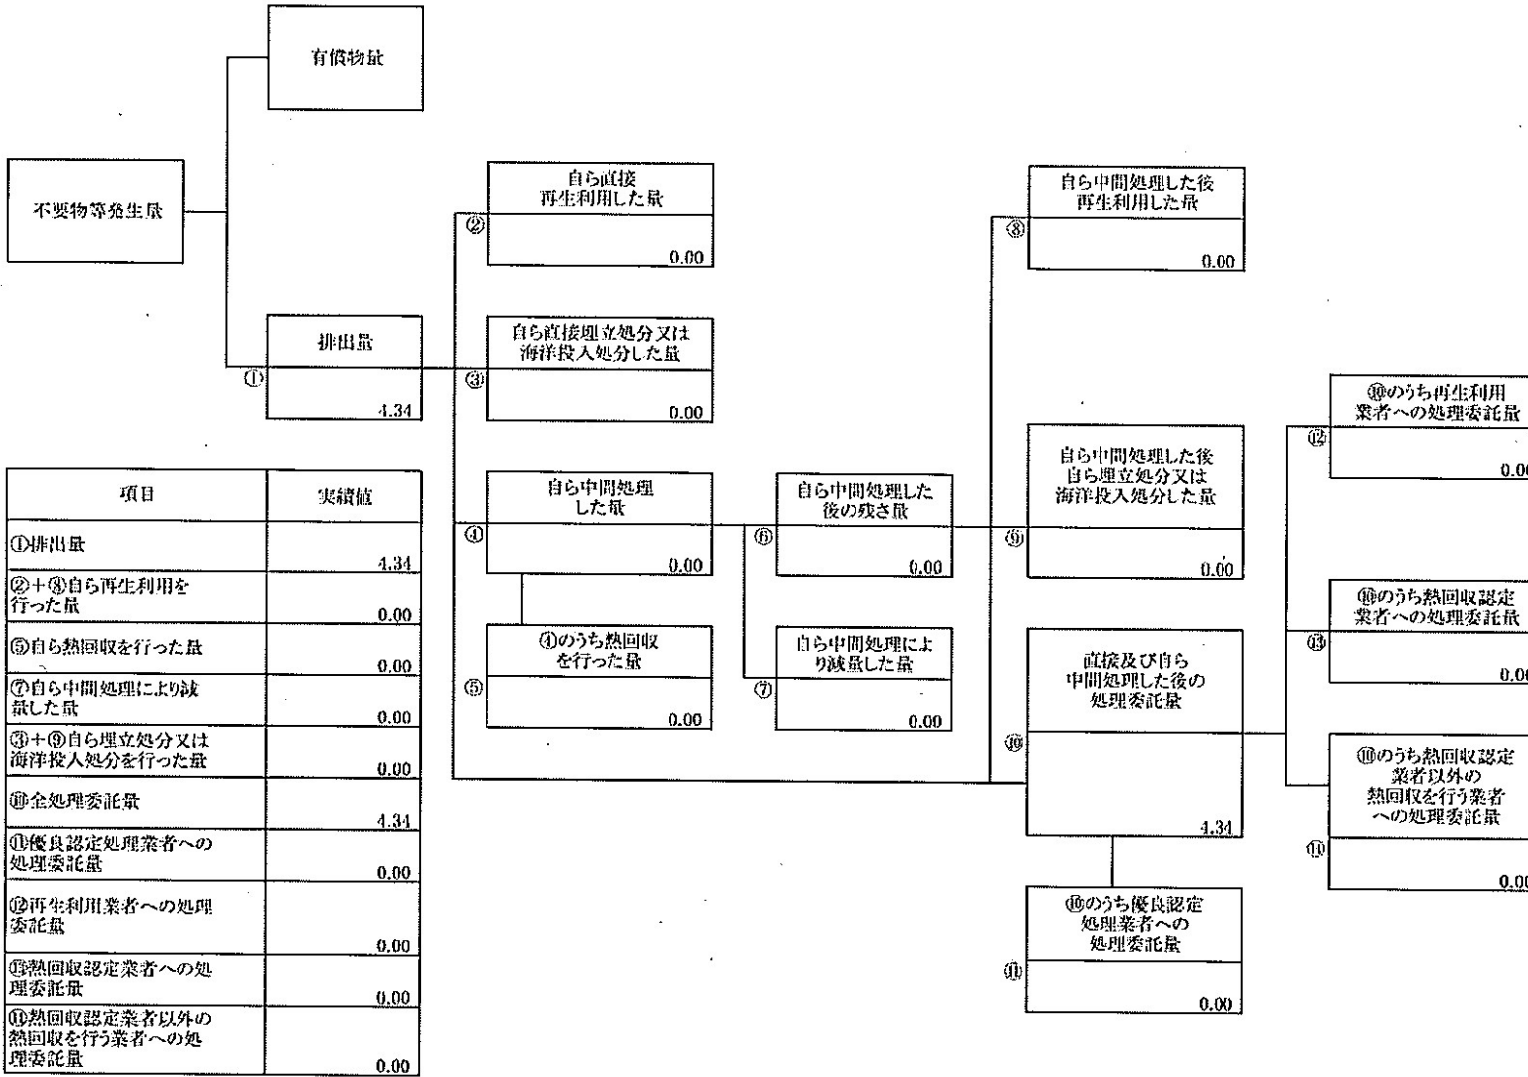 有償物量
不要物等発生量
排出量
①
4.34
自ら直接
再生利用した量
②
0.00
自ら直接埋立処分又は
海洋投入処分した量
③
0.00
自ら中間処理
した量
④
0.00
④のうち熱回収
を行った量
⑤
0.00
自ら中間処理した
後の残さ量
⑥
0.00
自ら中間処理によ
り減量した量
⑦
0.00
自ら中間処理した後
再生利用した量
⑧
0.00
自ら中間処理した後
自ら埋立処分又は
海洋投入処分した量
⑨
0.00
直接及び自ら
中間処理した後の
処理委託量
⑩
4.34
⑩のうち優良認定
処理業者への
処理委託量
⑪
0.00
⑩のうち再生利用
業者への処理委託量
⑫
0.00
⑩のうち熱回収認定
業者への処理委託量
⑬
0.00
⑩のうち熱回収認定
業者以外の
熱回収を行う業者
への処理委託量
⑭
0.00
項目 実績値
①排出量
4.34
②+⑧自ら再生利用を
行った量
0.00
⑤自ら熱回収を行った量
0.00
⑦自ら中間処理により減
量した量
0.00
③+⑨自ら埋立処分又は
海洋投入処分を行った量
0.00
⑩全処理委託量
4.34
⑪優良認定処理業者への
処理委託量
0.00
⑫再生利用業者への処理
委託量
0.00
⑬熱回収認定業者への処
理委託量
0.00
⑭熱回収認定業者以外の
熱回収を行う業者への処
理委託量
0.00